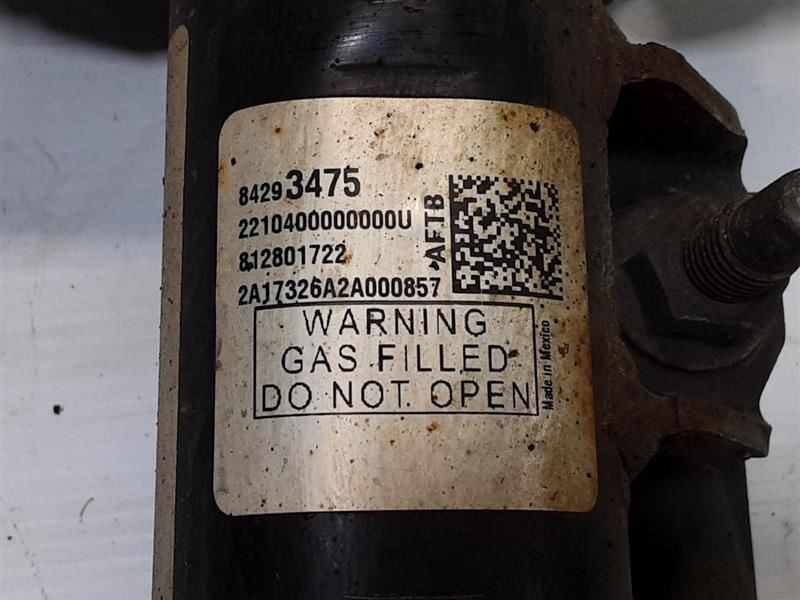 84293475
2210400000000U
812801722
2A17326A2A000857
AFTB
WARNING
GAS FILLED
DO NOT OPEN
Made in Mexico